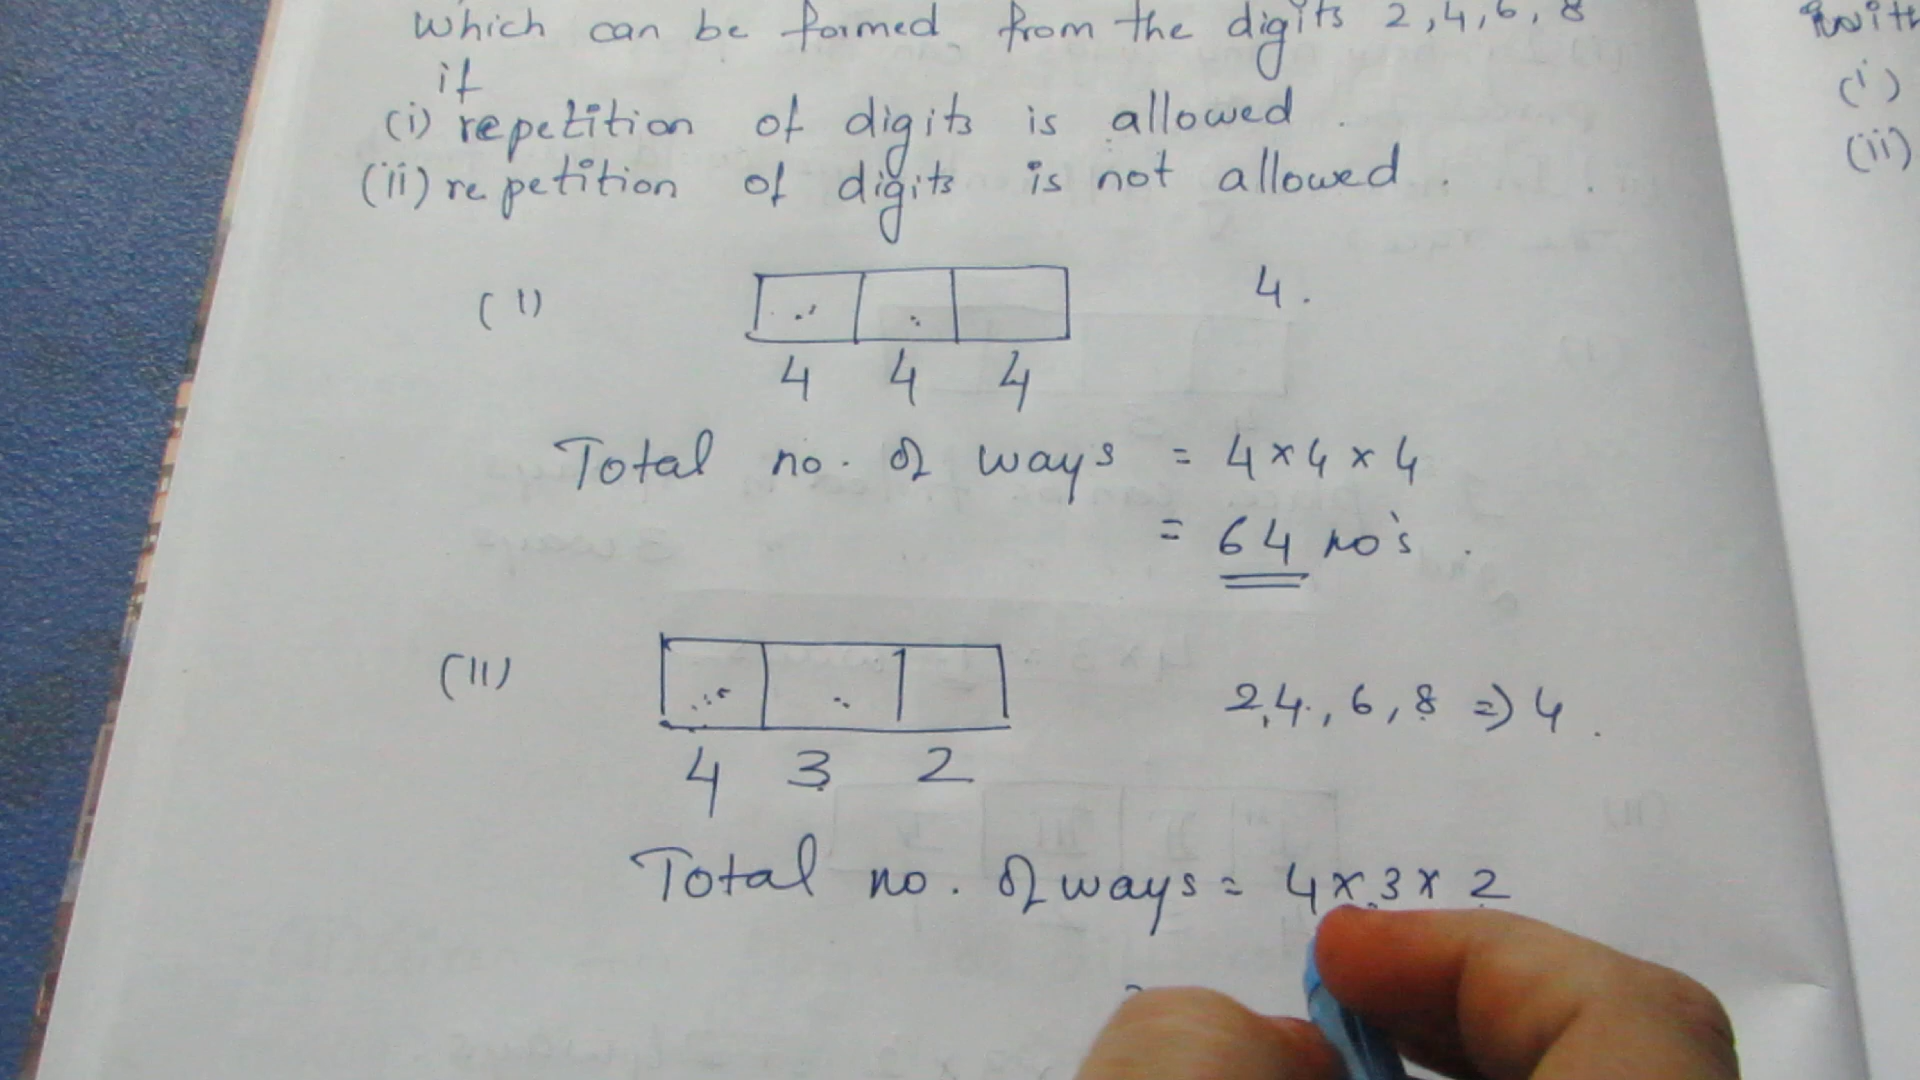 which can be formed from the digits 2, 4, 6, 8
if
(i) repetition of digits is allowed.
(ii) repetition of digits is not allowed.
(I)
4.
4 4 4
Total no. of ways = 4 × 4 × 4
= 64 no's.
(II)
2, 4, 6, 8 => 4.
4 3 2
Total no. of ways = 4 × 3 × 2
(i)
(ii)